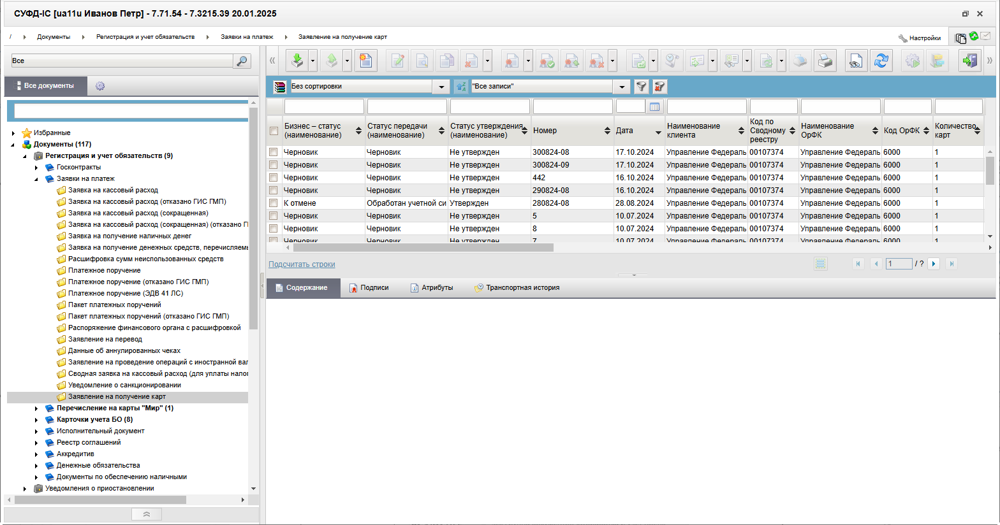 СУФД-IC [ua11u Иванов Петр] - 7.71.54 - 7.3215.39 20.01.2025
/ Документы Регистрация и учет обязательств Заявки на платеж Заявление на получение карт
Настройки
Все
Все документы
Избранные
Документы (117)
Регистрация и учет обязательств (9)
Госконтракты
Заявки на платеж
Заявка на кассовый расход
Заявка на кассовый расход (отказано ГИС ГМП)
Заявка на кассовый расход (сокращенная)
Заявка на кассовый расход (сокращенная) (отказано Г
Заявка на получение наличных денег
Заявка на получение денежных средств, перечисляемы
Расшифровка сумм неиспользованных средств
Платежное поручение
Платежное поручение (отказано ГИС ГМП)
Платежное поручение (ЭДВ 41 ЛС)
Пакет платежных поручений
Пакет платежных поручений (отказано ГИС ГМП)
Распоряжение финансового органа с расшифровкой
Заявление на перевод
Данные об аннулированных чеках
Заявление на проведение операций с иностранной вал
Сводная заявка на кассовый расход (для уплаты нало
Уведомление о санкционировании
Заявление на получение карт
Перечисление на карты "Мир" (1)
Карточки учета БО (8)
Исполнительный документ
Реестр соглашений
Аккредитив
Денежные обязательства
Документы по обеспечению наличными
Уведомления о приостановлении
Без сортировки "Все записи"
Бизнес – статус (наименование) Статус передачи (наименование) Статус утверждения (наименование) Номер Дата Наименование клиента Код по Сводному реестру Наименование ОрФК Код ОрФК Количество карт
Черновик Черновик Не утвержден 300824-08 17.10.2024 Управление Федераль 00107374 Управление Федераль 6000 1
Черновик Черновик Не утвержден 300824-09 17.10.2024 Управление Федераль 00107374 Управление Федераль 6000 1
Черновик Черновик Не утвержден 442 16.10.2024 Управление Федераль 00107374 Управление Федераль 6000 1
Черновик Черновик Не утвержден 290824-08 16.10.2024 Управление Федераль 00107374 Управление Федераль 6000 1
К отмене Обработан учетной си Утвержден 280824-08 28.08.2024 Управление Федераль 00107374 Управление Федераль 6000 1
Черновик Черновик Не утвержден 5 10.07.2024 Управление Федераль 00107374 Управление Федераль 6000 1
Черновик Черновик Не утвержден 8 10.07.2024 Управление Федераль 00107374 Управление Федераль 6000 1
Черновик Черновик Не утвержден 7 10.07.2024 Управление Федераль 00107374 Управление Федераль 6000 1
Подсчитать строки 1 / ?
Содержание Подписи Атрибуты Транспортная история